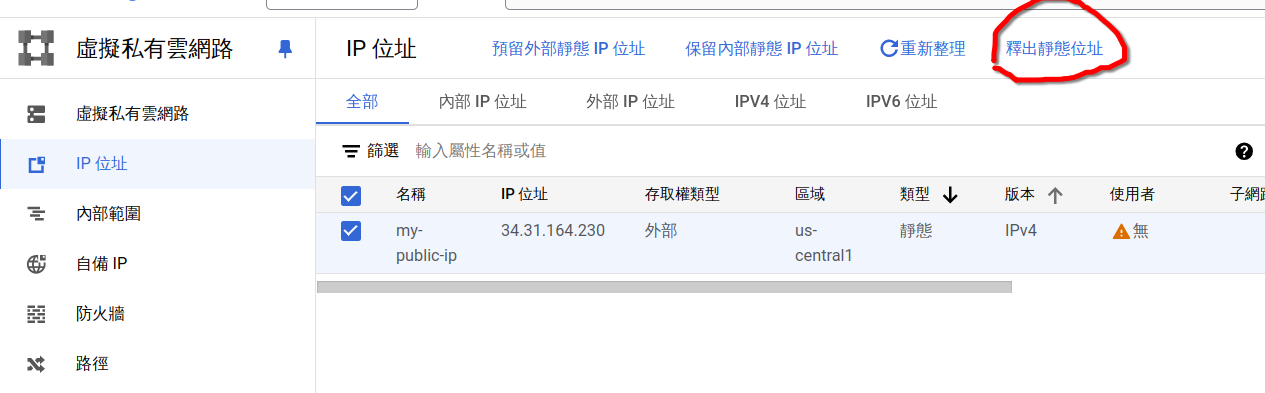 虛擬私有雲網路
IP 位址 預留外部靜態 IP 位址 保留內部靜態 IP 位址 重新整理 釋出靜態位址
虛擬私有雲網路
IP 位址
內部範圍
自備 IP
防火牆
路徑
全部 內部 IP 位址 外部 IP 位址 IPV4 位址 IPV6 位址
篩選 輸入屬性名稱或值
名稱 IP 位址 存取權類型 區域 類型 版本 使用者 子網路
my-public-ip 34.31.164.230 外部 us-central1 靜態 IPv4 無